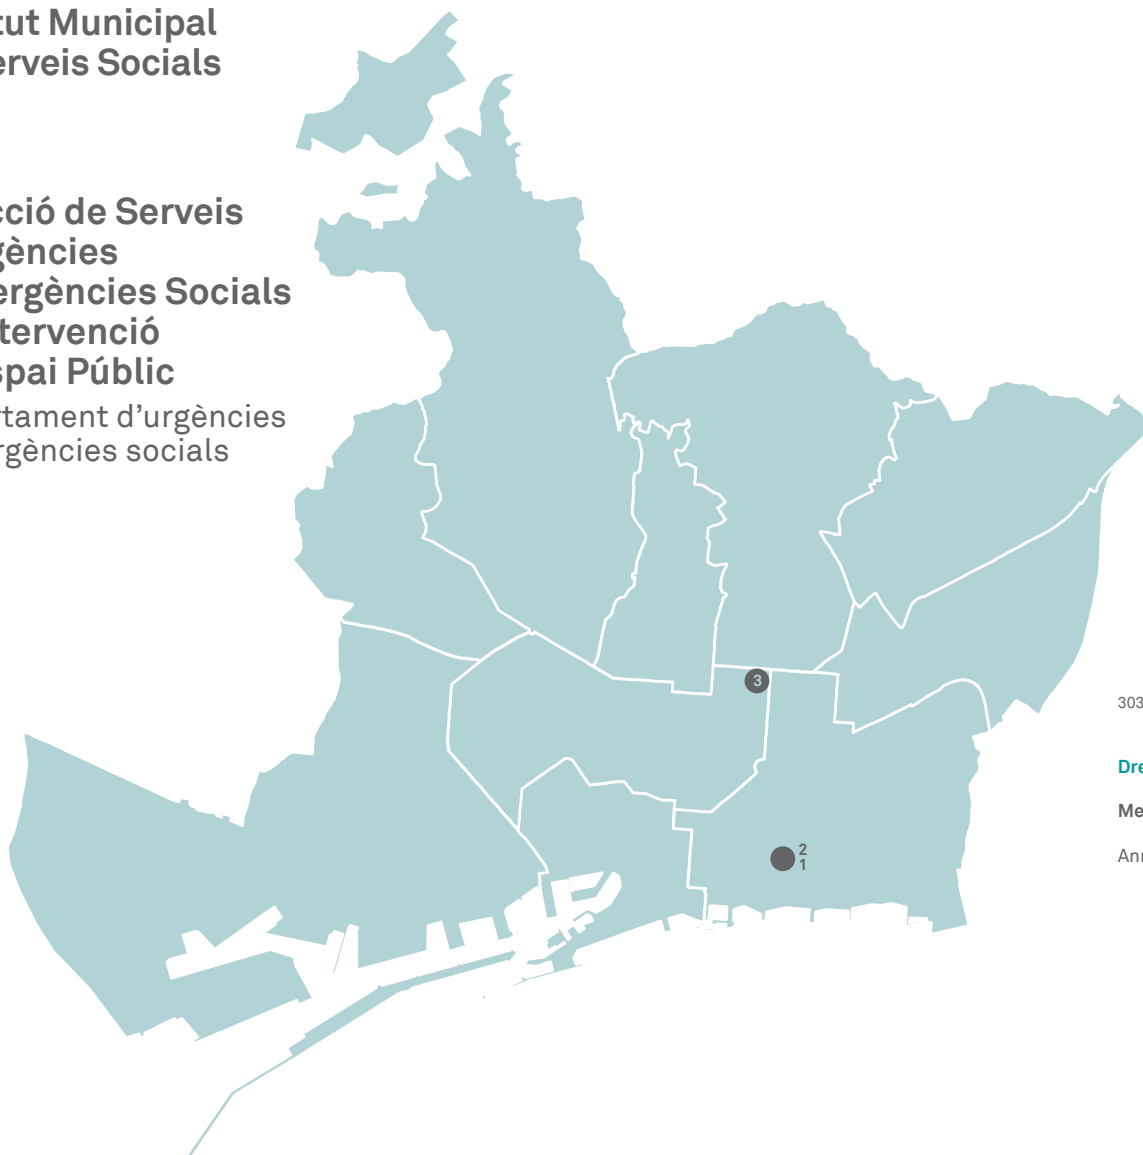 tut Municipal
erveis Socials
cció de Serveis
gències
ergències Socials
ntervenció
spai Públic
rtament d’urgències
rgències socials
3
303
Dre
Me
2
1
Ann